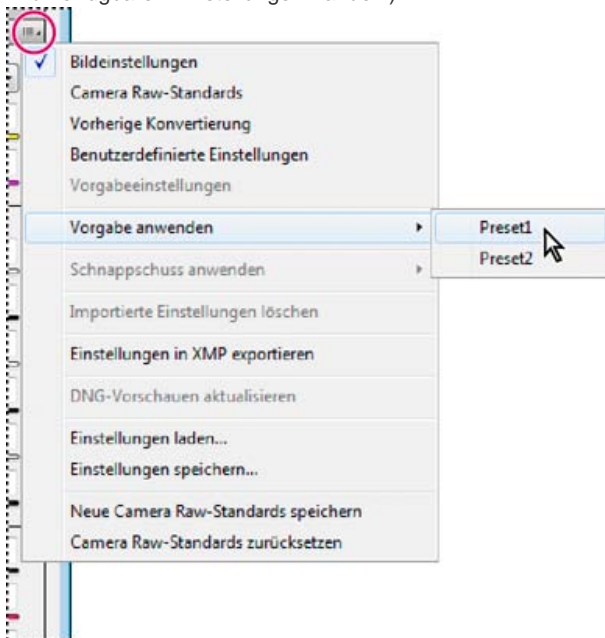 Bildeinstellungen
Camera Raw-Standards
Vorherige Konvertierung
Benutzerdefinierte Einstellungen
Vorgabeeinstellungen
Vorgabe anwenden
Preset1
Preset2
Schnappschuss anwenden
Importierte Einstellungen löschen
Einstellungen in XMP exportieren
DNG-Vorschauen aktualisieren
Einstellungen laden...
Einstellungen speichern...
Neue Camera Raw-Standards speichern
Camera Raw-Standards zurücksetzen